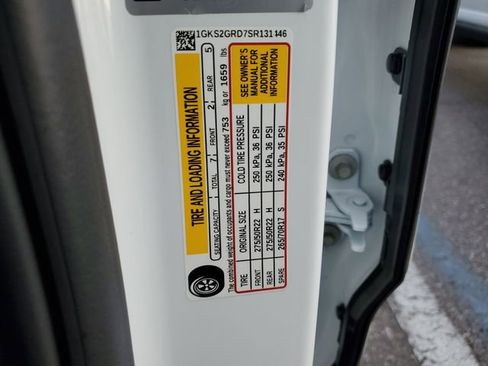 1GKS2GRD7SR131446
TIRE AND LOADING INFORMATION
SEATING CAPACITY TOTAL 7 FRONT 2 REAR 5
The combined weight of occupants and cargo must never exceed 753 kg or 1659 lbs
TIRE ORIGINAL SIZE COLD TIRE PRESSURE
FRONT 275/50R22 H 250 kPa, 36 PSI
REAR 275/50R22 H 250 kPa, 36 PSI
SPARE 265/70R17 S 240 kPa, 35 PSI
SEE OWNER'S
MANUAL FOR
ADDITIONAL
INFORMATION